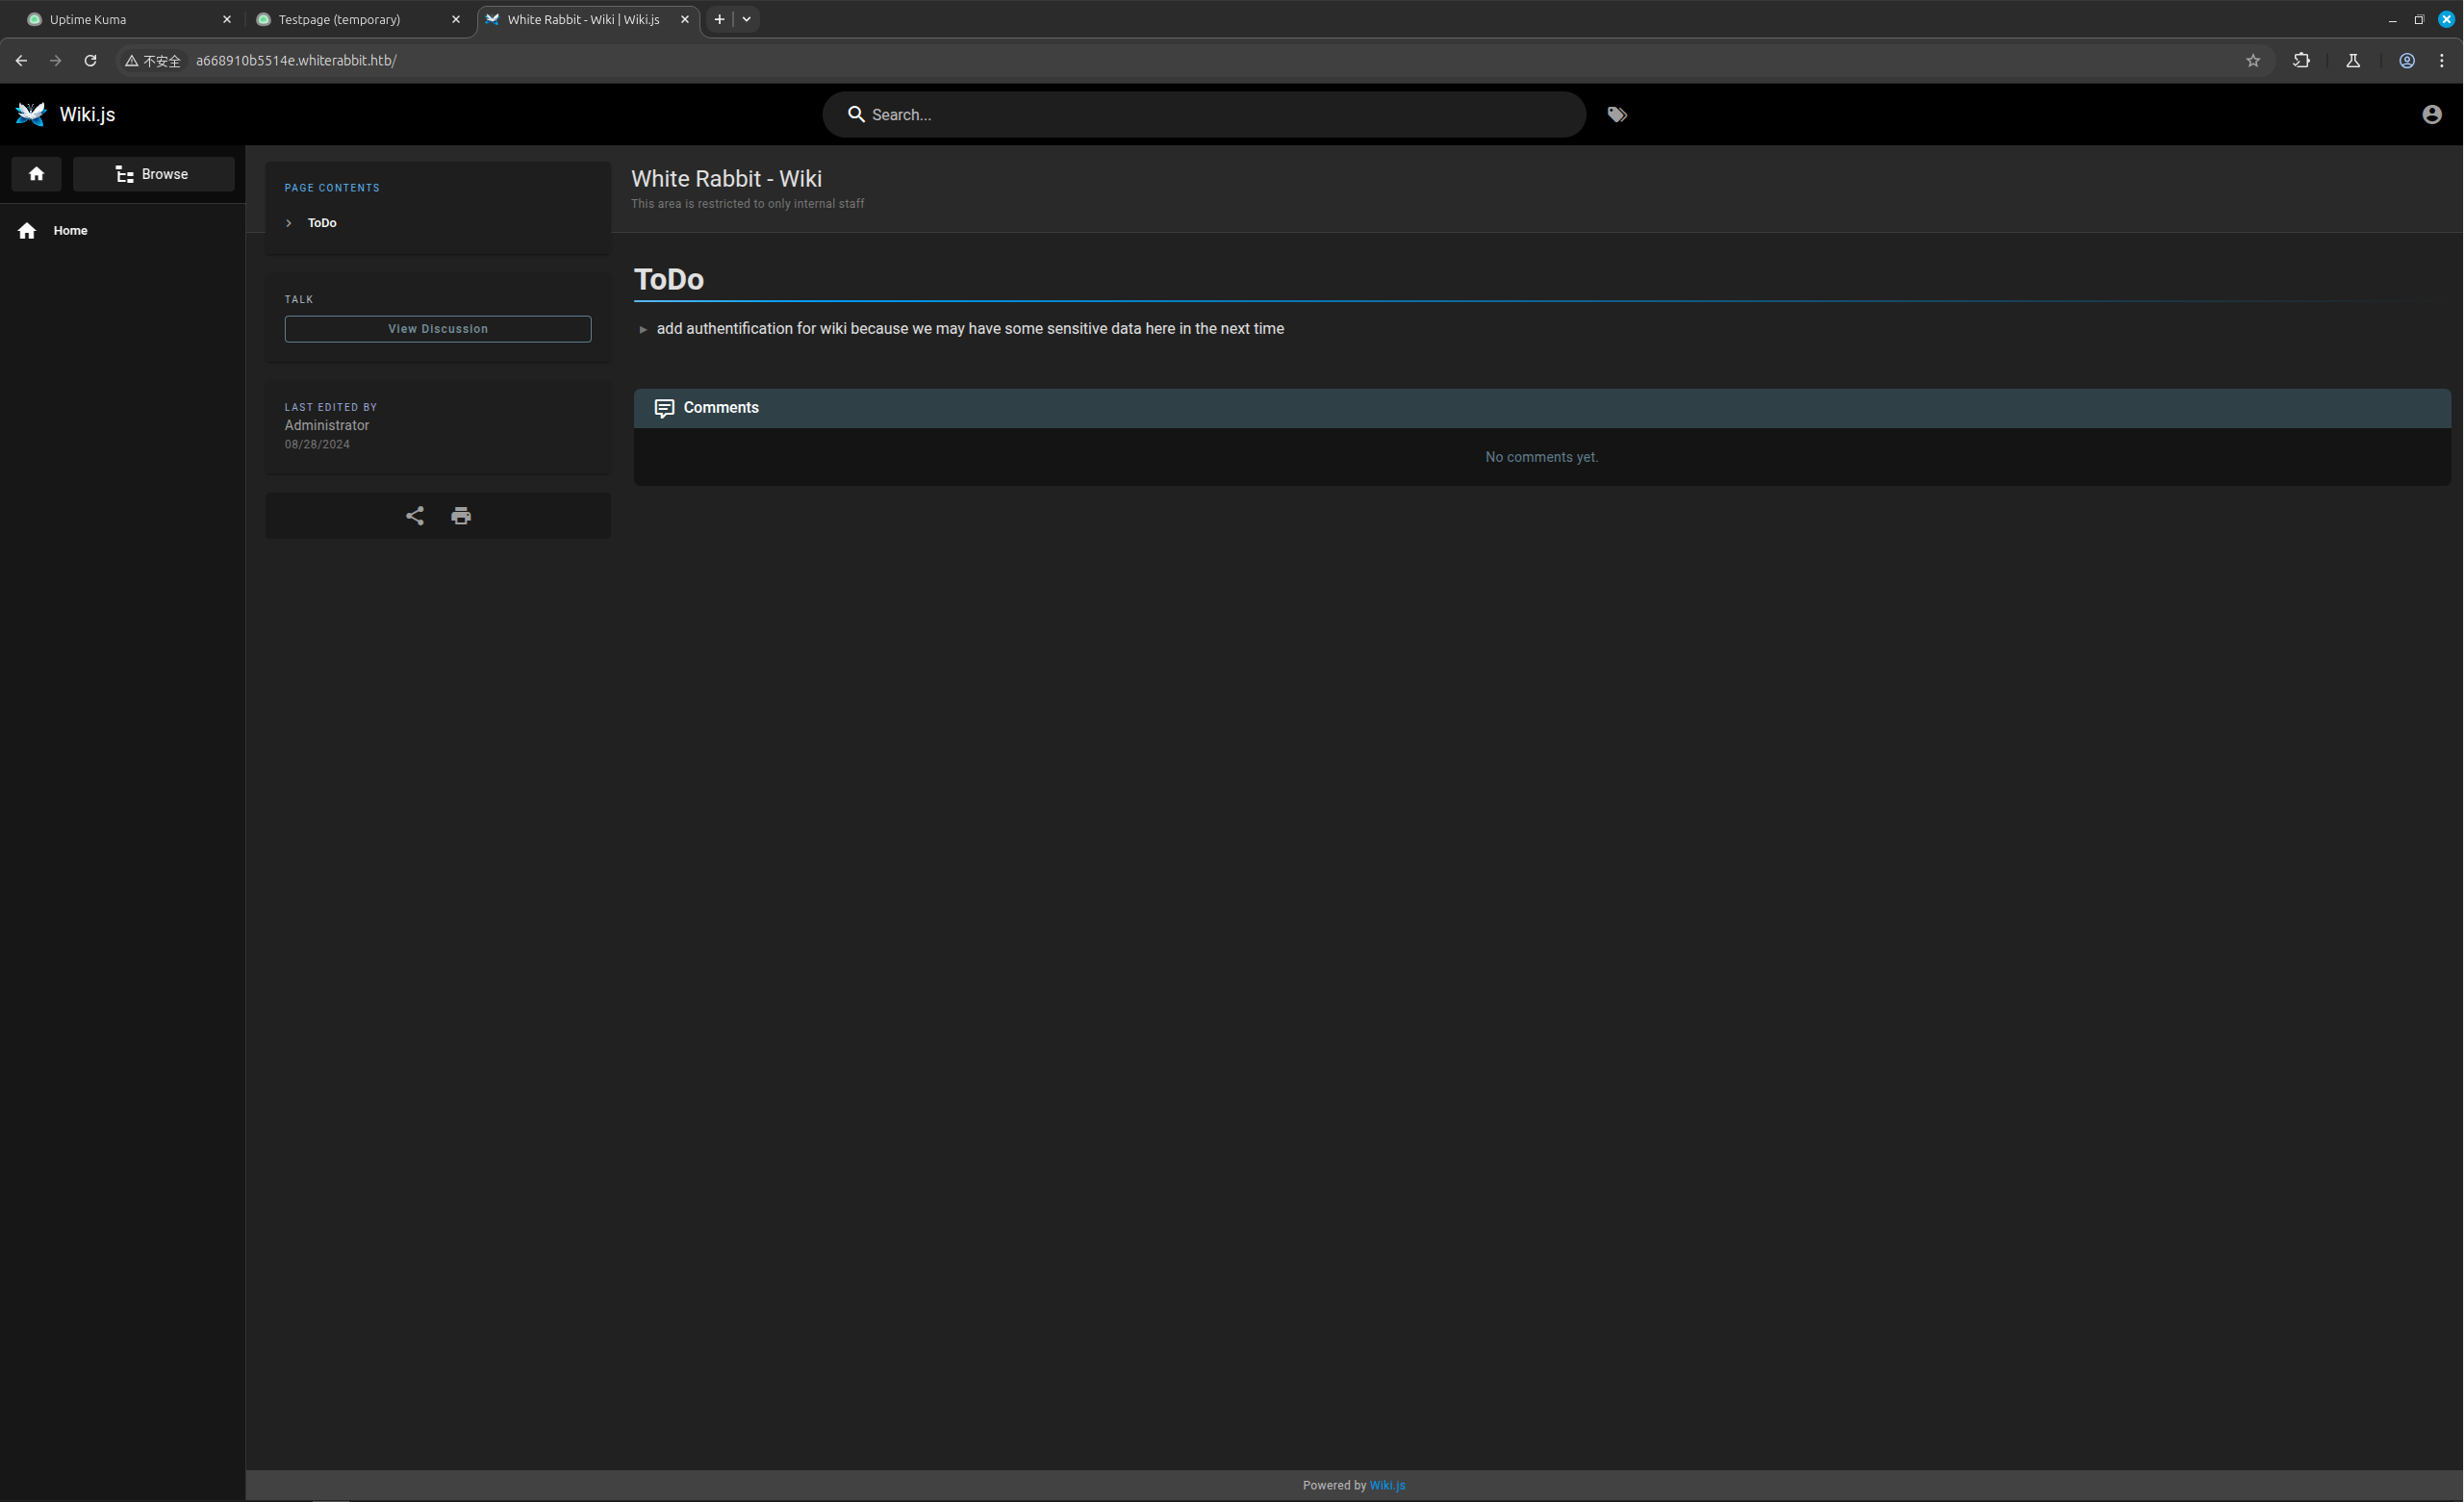 Uptime Kuma
Testpage (temporary)
White Rabbit - Wiki | Wiki.js
不安全
a668910b5514e.whiterabbit.htb/
Wiki.js
Search...
Browse
Home
PAGE CONTENTS
ToDo
TALK
View Discussion
LAST EDITED BY
Administrator
08/28/2024
White Rabbit - Wiki
This area is restricted to only internal staff
ToDo
add authentification for wiki because we may have some sensitive data here in the next time
Comments
No comments yet.
Powered by Wiki.js